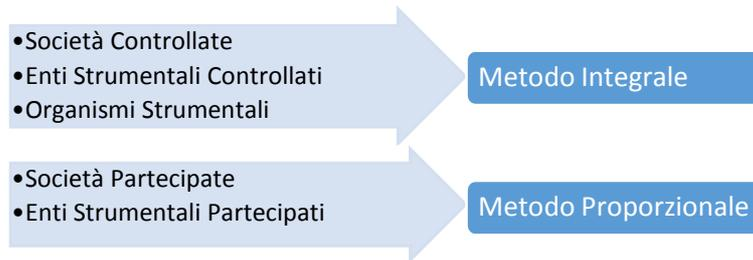 •Società Controllate
•Enti Strumentali Controllati
•Organismi Strumentali
Metodo Integrale
•Società Partecipate
•Enti Strumentali Partecipati
Metodo Proporzionale